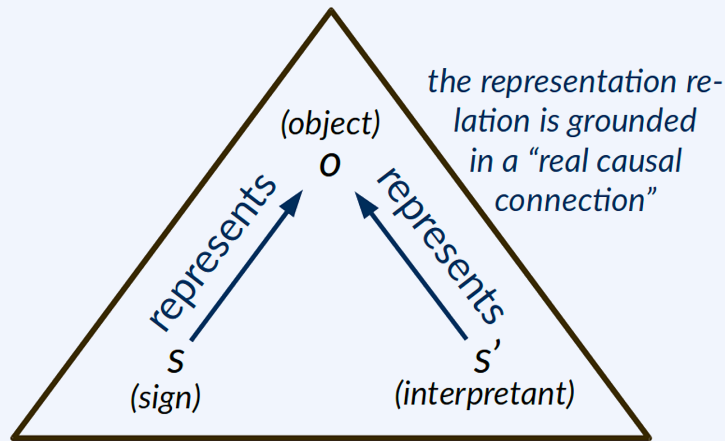 the representation re-
lation is grounded
in a “real causal
connection”
(object)
o
represents
represents
s
s’
(sign)
(interpretant)